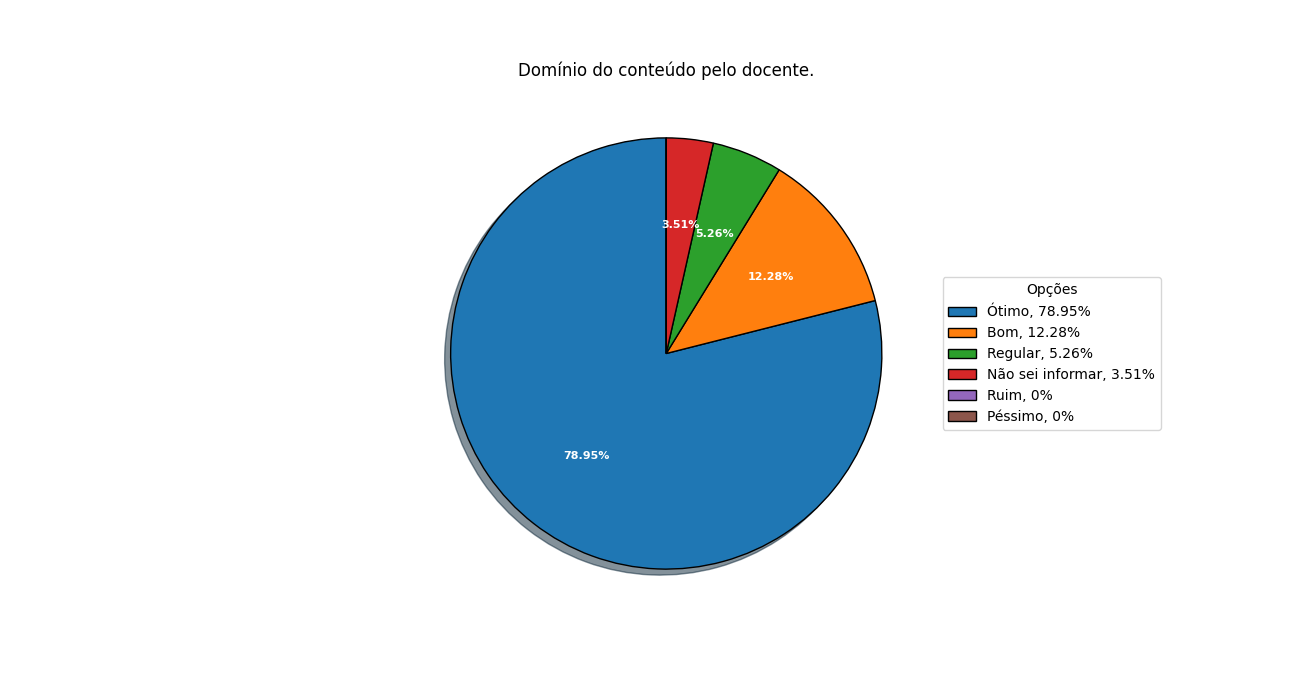 Domínio do conteúdo pelo docente.
3.51%
5.26%
12.28%
78.95%
Opções
Ótimo, 78.95%
Bom, 12.28%
Regular, 5.26%
Não sei informar, 3.51%
Ruim, 0%
Péssimo, 0%